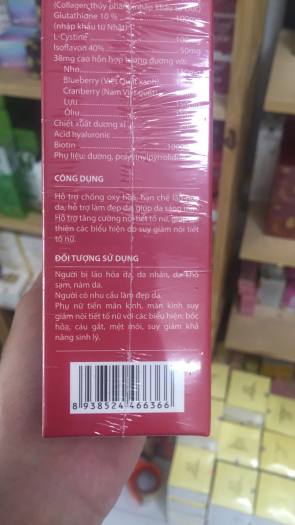 (Collagen thủy phân
Glutathione 10 %
(nhập khẩu từ Nhật)
L-Cystine
Isoflavon 40% 50mg
38mg cao hỗn hợp tương đương với:
Nho
Blueberry (Việt Quất xanh)
Cranberry (Nam Việt quất)
Lựu
Ôliu
Chiết xuất dương xỉ
Acid hyaluronic
Biotin
Phụ liệu: đường,
CÔNG DỤNG
Hỗ trợ chống oxy hóa, hạn chế lão
da, hỗ trợ làm đẹp da, giúp da sáng
Hỗ trợ tăng cường nội tiết tố nữ, giúp
thiện các biểu hiện do suy giảm nội tiết
tố nữ.
ĐỐI TƯỢNG SỬ DỤNG
Người bị lão hóa da, da nhăn, da khô
sạm, nám da.
Người có nhu cầu làm đẹp da.
Phụ nữ tiền mãn kinh, mãn kinh suy
giảm nội tiết tố nữ với các biểu hiện: bốc
hỏa, cáu gắt, mệt mỏi, suy giảm khả
năng sinh lý.
8 938524 466366